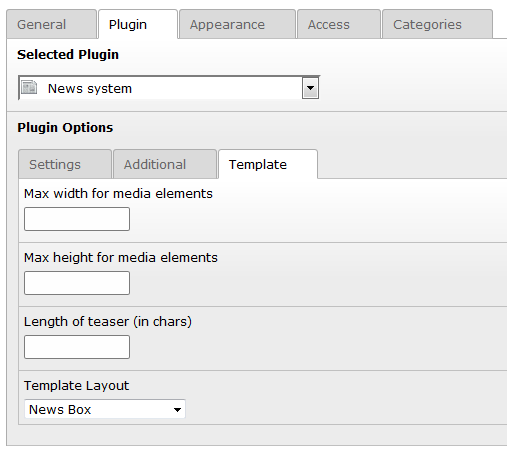 General Plugin Appearance Access Categories
Selected Plugin
News system
Plugin Options
Settings Additional Template
Max width for media elements
Max height for media elements
Length of teaser (in chars)
Template Layout
News Box